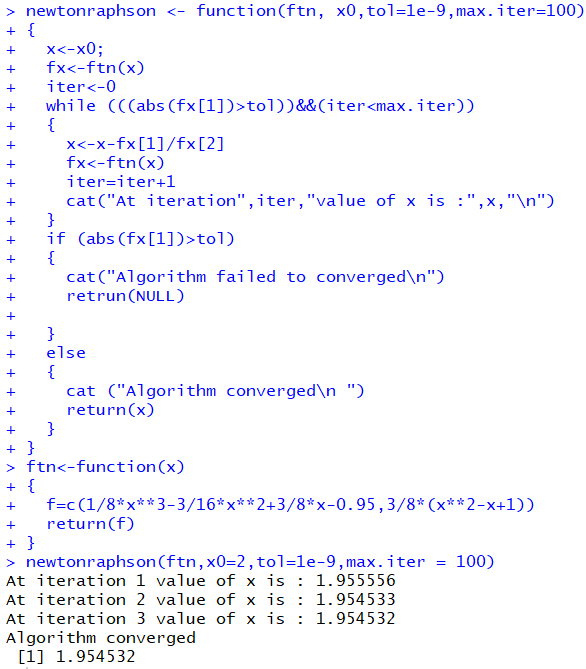 > newtonraphson <- function(ftn, x0,tol=1e-9,max.iter=100)
+ {
+   x<-x0;
+   fx<-ftn(x)
+   iter<-0
+   while (((abs(fx[1])>tol))&&(iter<max.iter))
+   {
+     x<-x-fx[1]/fx[2]
+     fx<-ftn(x)
+     iter=iter+1
+     cat("At iteration",iter,"value of x is :",x,"\n")
+   }
+   if (abs(fx[1])>tol)
+   {
+     cat("Algorithm failed to converged\n")
+     retrun(NULL)
+
+   }
+   else
+   {
+     cat ("Algorithm converged\n ")
+     return(x)
+   }
+ }
> ftn<-function(x)
+ {
+   f=c(1/8*x**3-3/16*x**2+3/8*x-0.95,3/8*(x**2-x+1))
+   return(f)
+ }
> newtonraphson(ftn,x0=2,tol=1e-9,max.iter = 100)
At iteration 1 value of x is : 1.955556
At iteration 2 value of x is : 1.954533
At iteration 3 value of x is : 1.954532
Algorithm converged
 [1] 1.954532